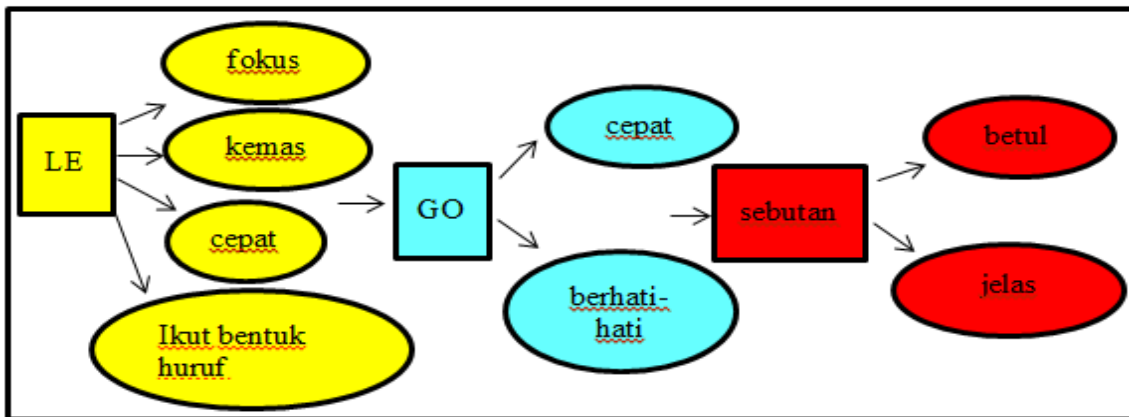 LE
fokus
kemas
cepat
Ikut bentuk
huruf
GO
cepat
berhati-
hati
sebutan
betul
jelas